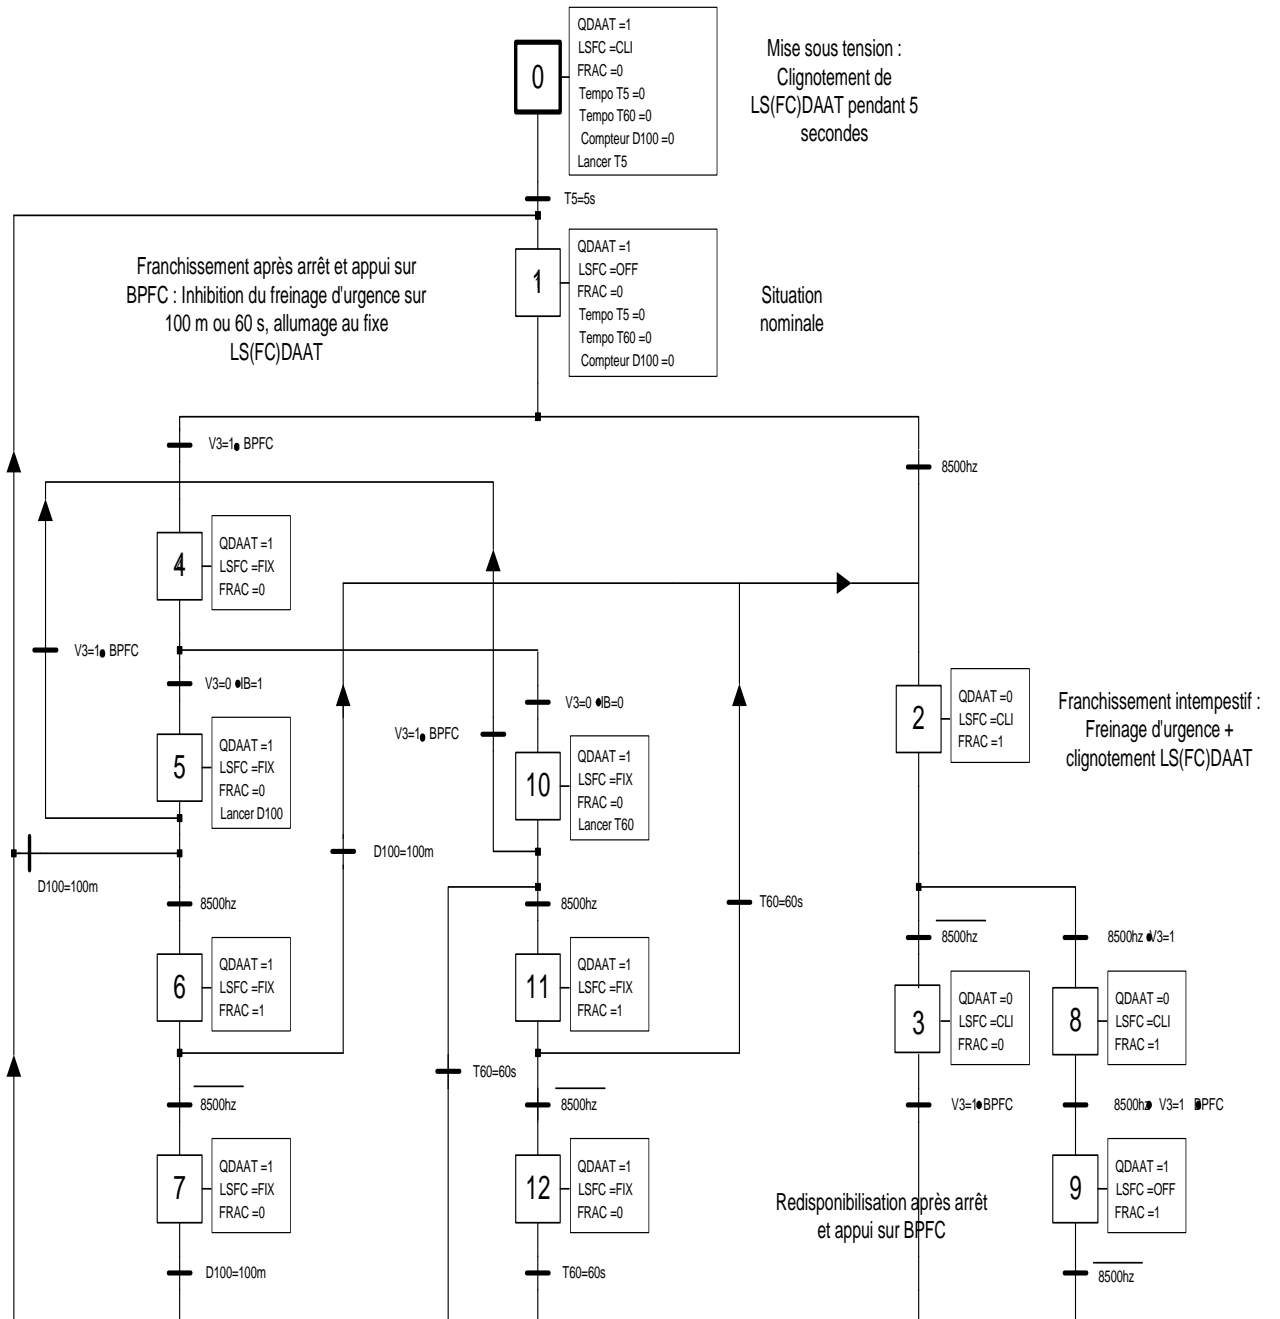 QDAAT =1
LSFC =CLI
FRAC =0
Tempo T5 =0
Tempo T60 =0
Compteur D100 =0
Lancer T5
0
Mise sous tension :
Clignotement de
LS(FC)DAAT pendant 5
secondes
T5=5s
QDAAT =1
LSFC =OFF
FRAC =0
Tempo T5 =0
Tempo T60 =0
Compteur D100 =0
1
Situation
nominale
Franchissement après arrêt et appui sur
BPFC : Inhibition du freinage d'urgence sur
100 m ou 60 s, allumage au fixe
LS(FC)DAAT
V3=1● BPFC
8500hz
4
QDAAT =1
LSFC =FIX
FRAC =0
V3=1● BPFC
V3=0 ●IB=1
V3=0 ●IB=0
V3=1● BPFC
5
QDAAT =1
LSFC =FIX
FRAC =0
Lancer D100
10
QDAAT =1
LSFC =FIX
FRAC =0
Lancer T60
2
QDAAT =0
LSFC =CLI
FRAC =1
Franchissement intempestif :
Freinage d'urgence +
clignotement LS(FC)DAAT
D100=100m
D100=100m
8500hz
8500hz
T60=60s
8500hz
8500hz ●V3=1
6
QDAAT =1
LSFC =FIX
FRAC =1
11
QDAAT =1
LSFC =FIX
FRAC =1
3
QDAAT =0
LSFC =CLI
FRAC =0
8
QDAAT =0
LSFC =CLI
FRAC =1
T60=60s
8500hz
8500hz
V3=1●BPFC
8500hz● V3=1 ●BPFC
7
QDAAT =1
LSFC =FIX
FRAC =0
12
QDAAT =1
LSFC =FIX
FRAC =0
Redisponibilisation après arrêt
et appui sur BPFC
9
QDAAT =1
LSFC =OFF
FRAC =1
D100=100m
T60=60s
8500hz